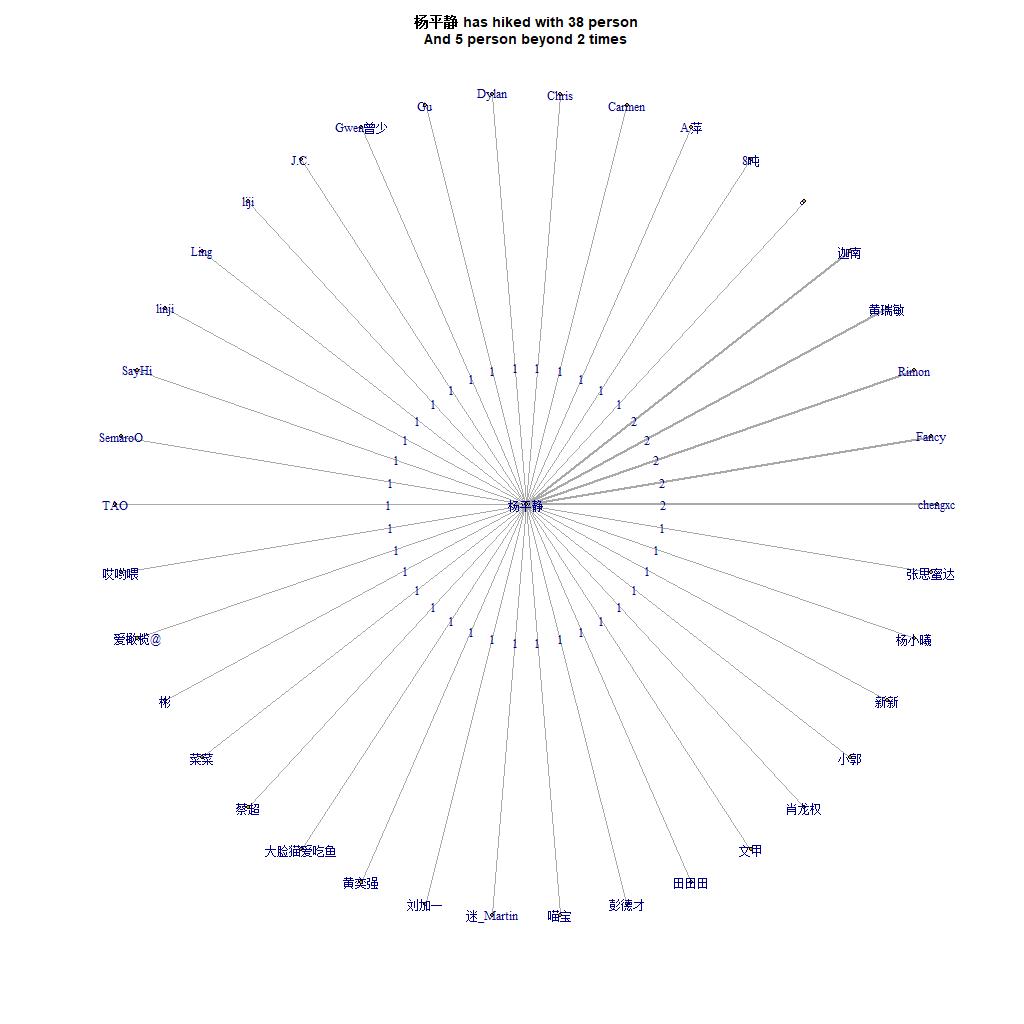 杨平静 has hiked with 38 person
And 5 person beyond 2 times
Dylan
Chris
Gu
Carmen
Gwen曾少
A.萍
J.C.
8吨
liji
Ling
迦南
linji
黄瑞敏
SayHi
Rimon
1 1 1 1 1 1 1 1
1 1
1 2
1 2
1 2
SemaroO
Fancy
1 2
TAO
1
杨平静
2
chengxc
1 1
哎哟喂
张思蜜达
1 1
1 1
1 1
1 1
1 1 1 1 1 1 1 1
爱橄榄@
杨小曦
彬
新新
菜菜
小郭
蔡超
肖龙权
大脸猫爱吃鱼
文甲
黄奕强
田田田
刘加一
彭德才
迷_Martin
喵宝